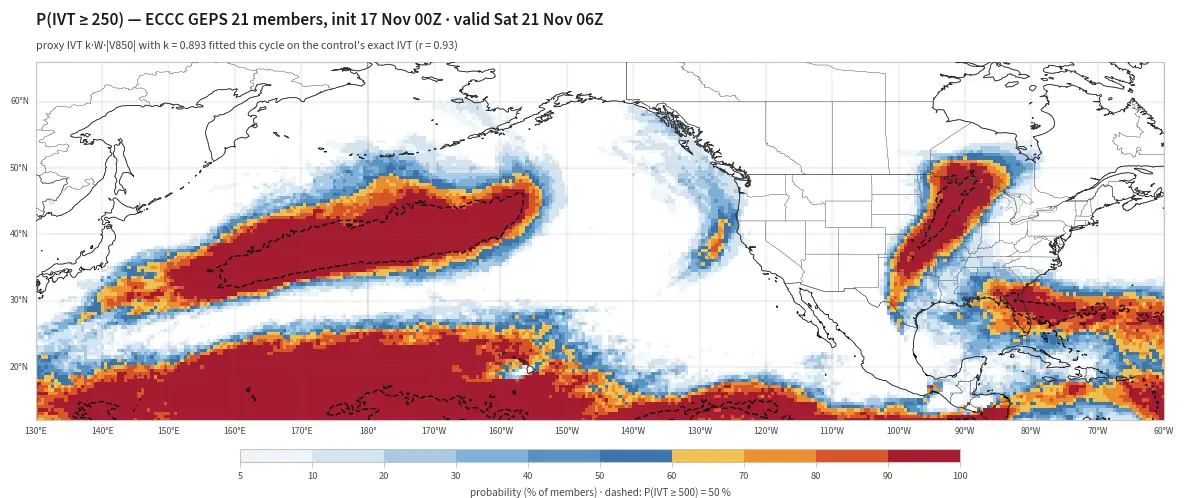 P(IVT ≥ 250) — ECCC GEPS 21 members, init 17 Nov 00Z · valid Sat 21 Nov 06Z
proxy IVT k·W·|V850| with k = 0.893 fitted this cycle on the control's exact IVT (r = 0.93)
60°N
50°N
40°N
30°N
20°N
130°E 140°E 150°E 160°E 170°E 180° 170°W 160°W 150°W 140°W 130°W 120°W 110°W 100°W 90°W 80°W 70°W 60°W
5 10 20 30 40 50 60 70 80 90 100
probability (% of members) · dashed: P(IVT ≥ 500) = 50 %